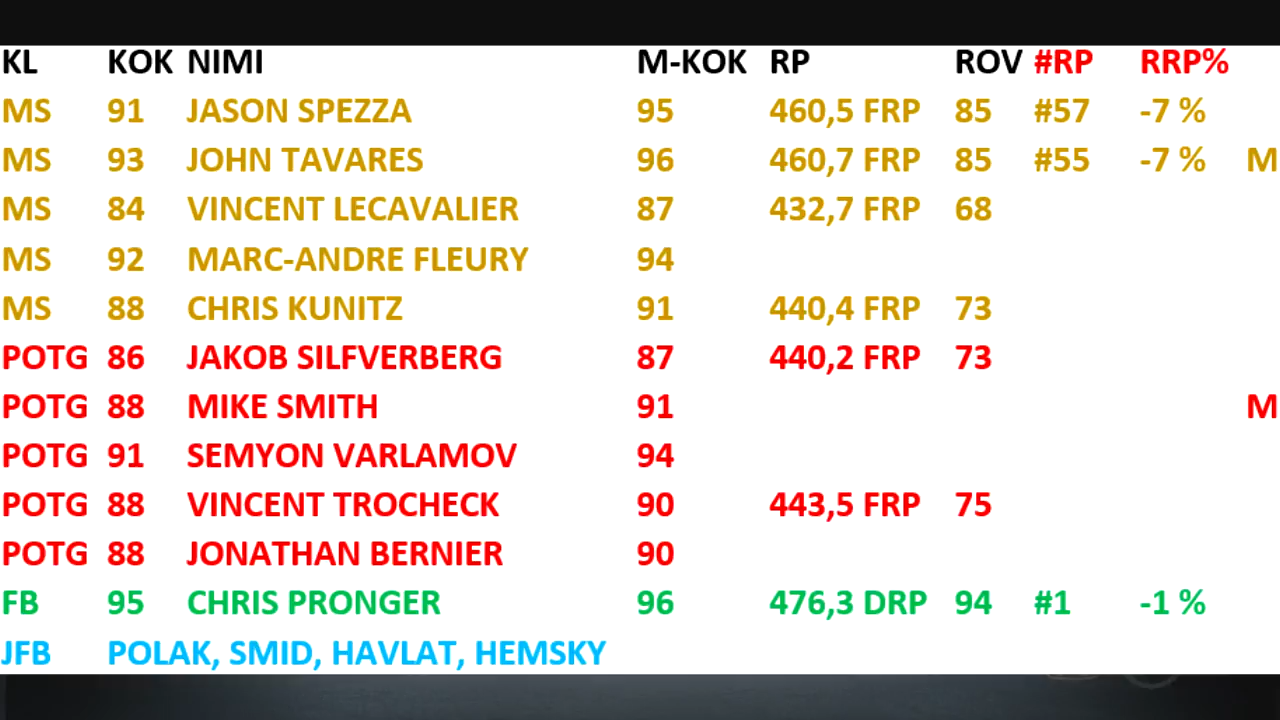 KL KOK NIMI M-KOK RP ROV #RP RRP%
MS 91 JASON SPEZZA 95 460,5 FRP 85 #57 -7 %
MS 93 JOHN TAVARES 96 460,7 FRP 85 #55 -7 % M
MS 84 VINCENT LECAVALIER 87 432,7 FRP 68
MS 92 MARC-ANDRE FLEURY 94
MS 88 CHRIS KUNITZ 91 440,4 FRP 73
POTG 86 JAKOB SILFVERBERG 87 440,2 FRP 73
POTG 88 MIKE SMITH 91 M
POTG 91 SEMYON VARLAMOV 94
POTG 88 VINCENT TROCHECK 90 443,5 FRP 75
POTG 88 JONATHAN BERNIER 90
FB 95 CHRIS PRONGER 96 476,3 DRP 94 #1 -1 %
JFB POLAK, SMID, HAVLAT, HEMSKY